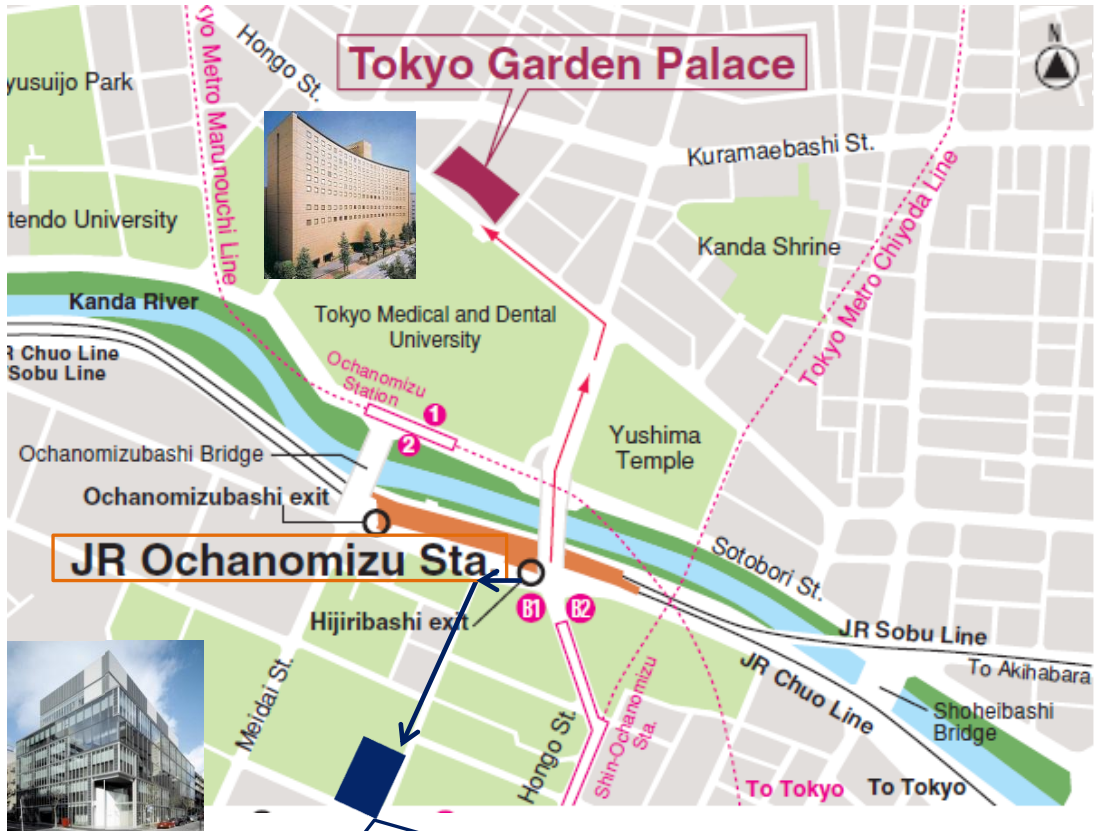 Tokyo Garden Palace
N
Hongo St.
Tokyo Metro Marunouchi Line
yusuijo Park
Kuramaebashi St.
tendo University
Kanda Shrine
Tokyo Metro Chiyoda Line
Kanda River
Tokyo Medical and Dental
University
R Chuo Line
/Sobu Line
Ochanomizu
Station
1
2
Yushima
Temple
Ochanomizubashi Bridge
Ochanomizubashi exit
JR Ochanomizu Sta.
Sotobori St.
Hijiribashi exit
B1
B2
JR Sobu Line
To Akihabara
JR Chuo Line
Meidai St.
Hongo St.
Shin-Ochanomizu
Sta.
Shoheibashi
Bridge
To Tokyo
To Tokyo